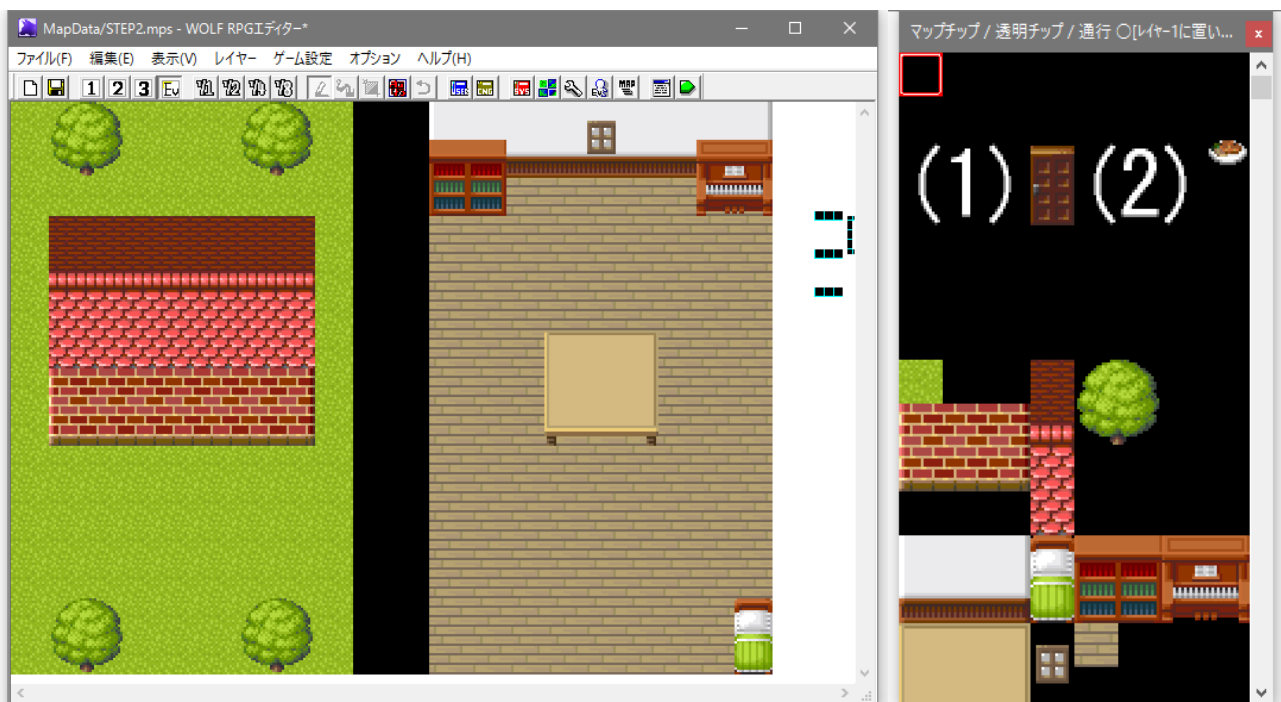 MapData/STEP2.mps - WOLF RPGエディター*
ファイル(F) 編集(E) 表示(V) レイヤー ゲーム設定 オプション ヘルプ(H)
1 2 3 Ev
マップチップ / 透明チップ / 通行 〇[レイヤー1に置い...
(1) (2)